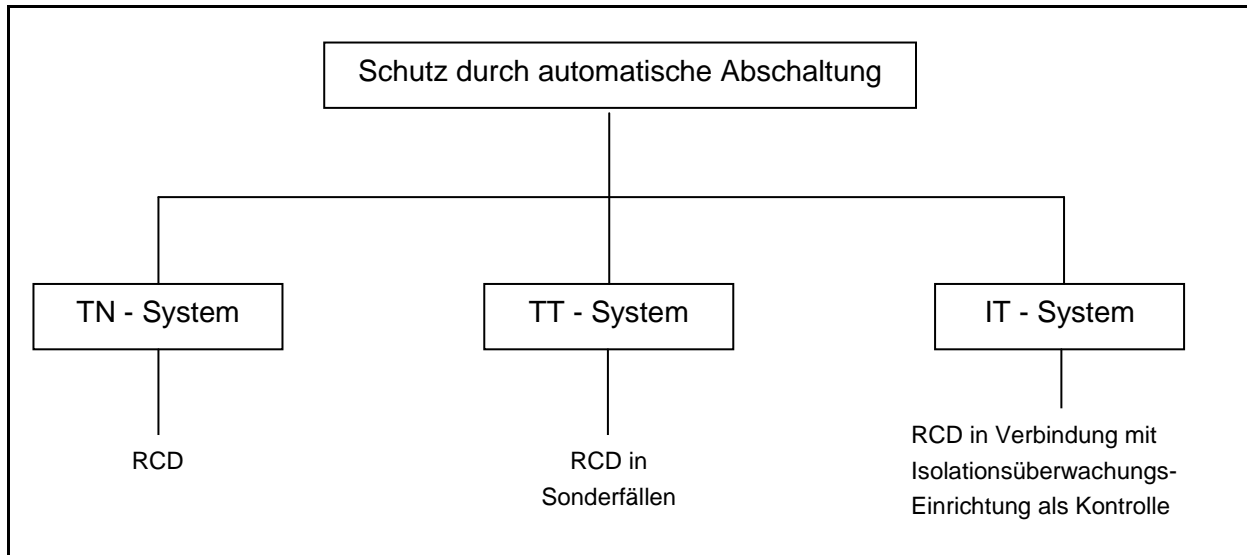 Schutz durch automatische Abschaltung
TN - System
TT - System
IT - System
RCD
RCD in
Sonderfällen
RCD in Verbindung mit
Isolationsüberwachungs-
Einrichtung als Kontrolle